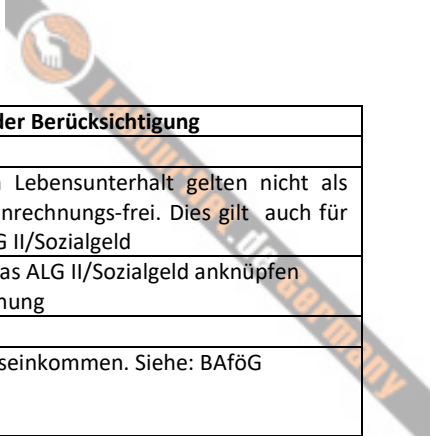 der Berücksichtigung
Lebensunterhalt gelten nicht als
nrechnungs-frei. Dies gilt auch für
G II/Sozialgeld
as ALG II/Sozialgeld anknüpfen
nung
seinkommen. Siehe: BAföG